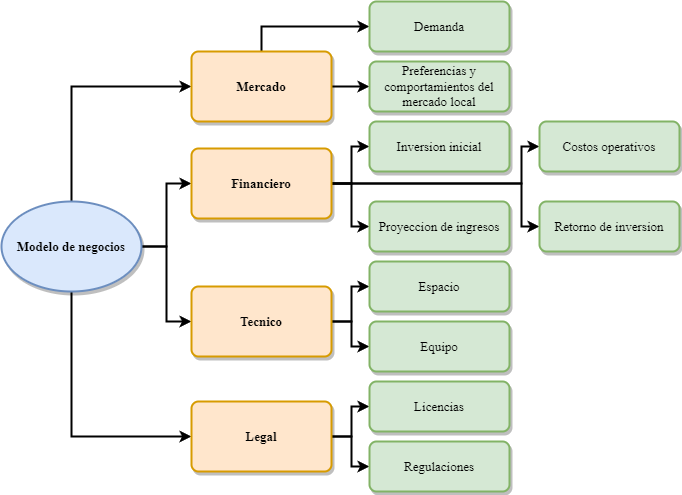 Modelo de negocios
Mercado
Demanda
Preferencias y
comportamientos del
mercado local
Financiero
Inversion inicial
Costos operativos
Proyeccion de ingresos
Retorno de inversion
Tecnico
Espacio
Equipo
Legal
Licencias
Regulaciones